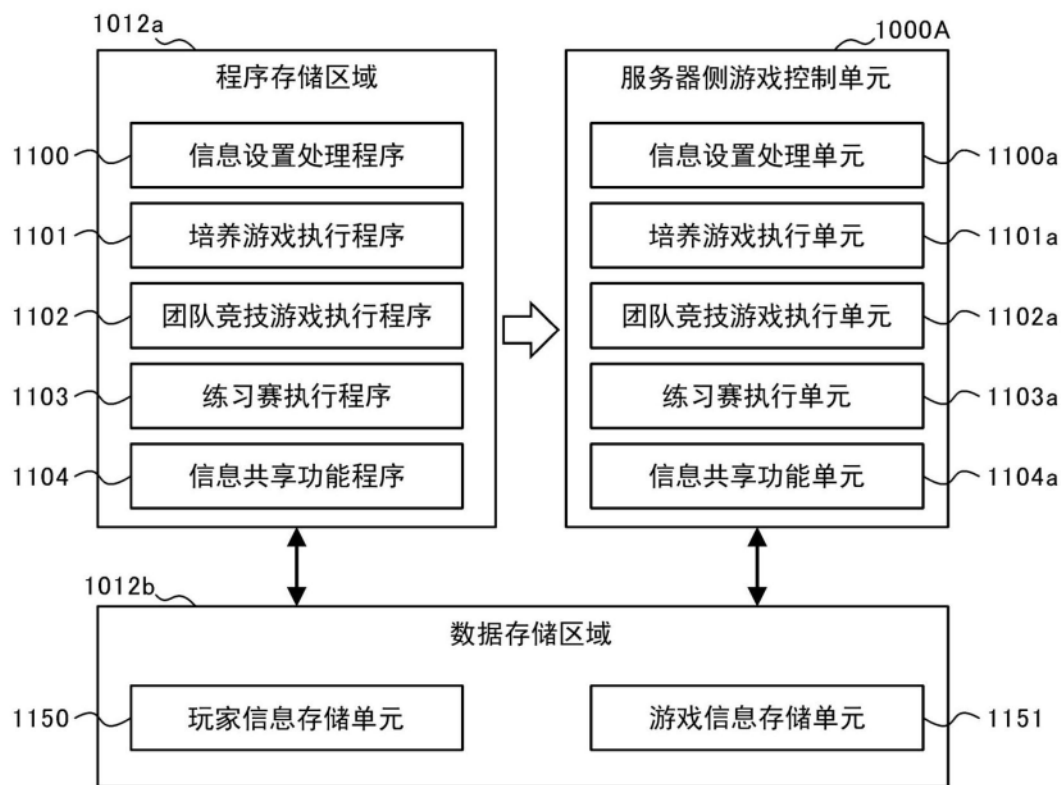 1012a
1000A
程序存储区域
服务器侧游戏控制单元
1100
信息设置处理程序
信息设置处理单元
1100a
1101
培养游戏执行程序
培养游戏执行单元
1101a
1102
团队竞技游戏执行程序
团队竞技游戏执行单元
1102a
1103
练习赛执行程序
练习赛执行单元
1103a
1104
信息共享功能程序
信息共享功能单元
1104a
1012b
数据存储区域
1150
玩家信息存储单元
游戏信息存储单元
1151